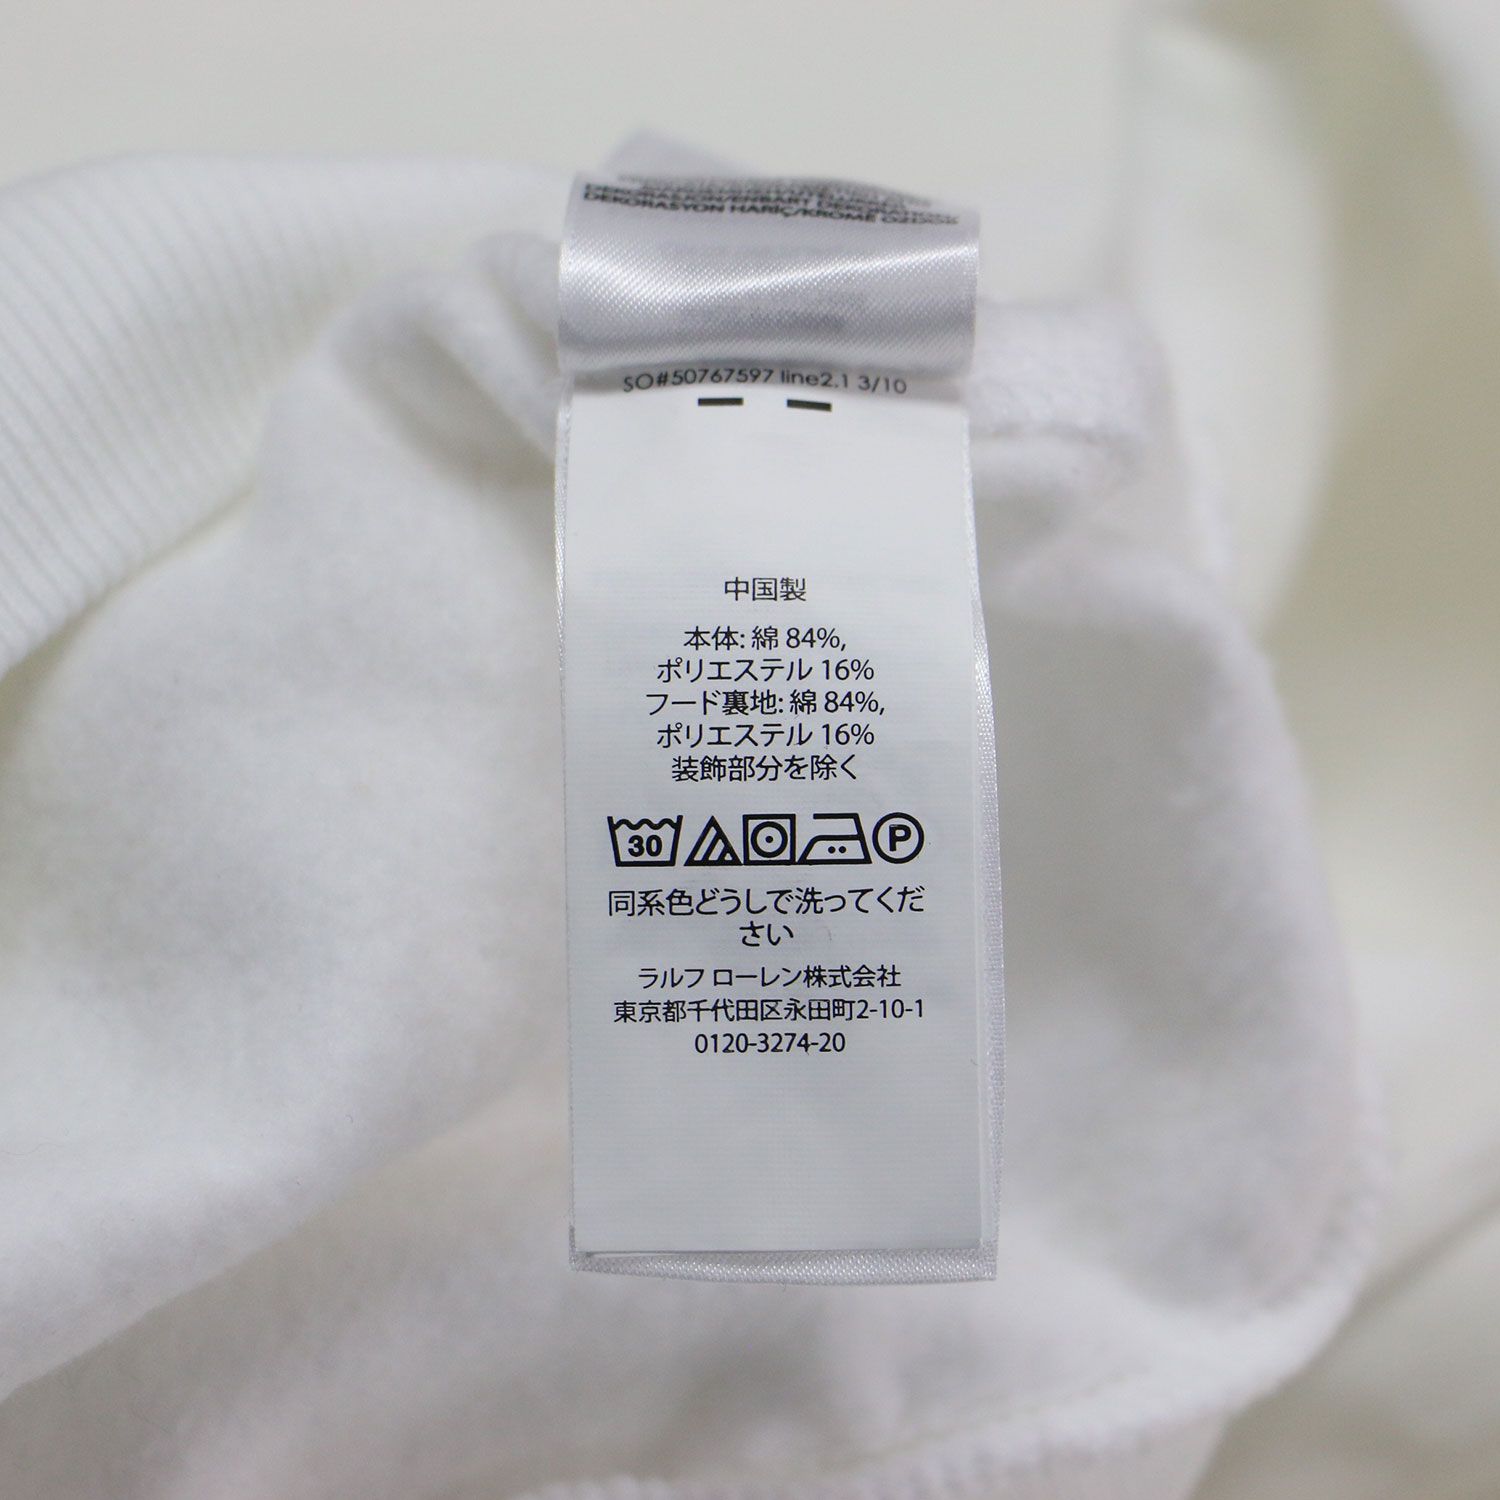 DEKORASYON HARİÇ/KROMĚ OZDOB
SO#50767597 line2.1 3/10
中国製
本体: 綿 84%,
ポリエステル 16%
フード裏地: 綿 84%,
ポリエステル 16%
装飾部分を除く
30 P
同系色どうしで洗ってくだ
さい
ラルフ ローレン株式会社
東京都千代田区永田町2-10-1
0120-3274-20